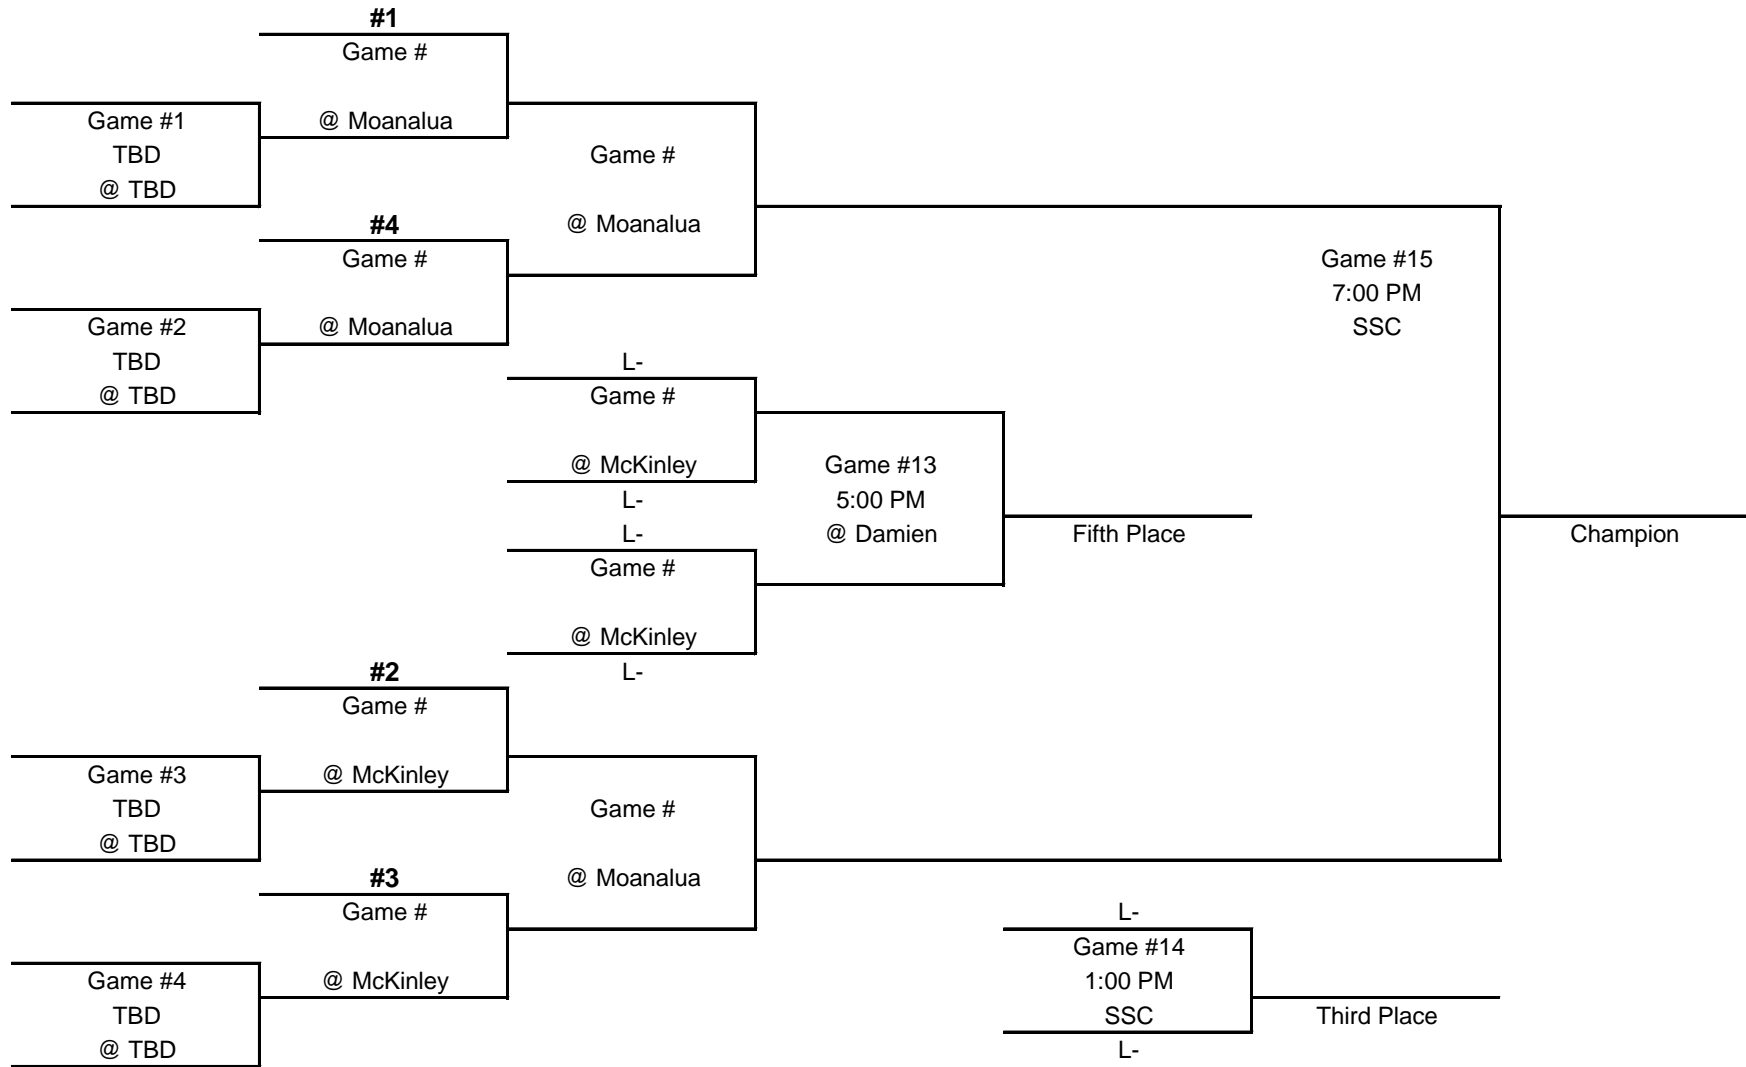 #1
Game #
@ Moanalua
Game #1
TBD
@ TBD
Game #
@ Moanalua
#4
Game #
@ Moanalua
Game #2
TBD
@ TBD
Game #15
7:00 PM
SSC
L-
Game #
@ McKinley
L-
L-
Game #
@ McKinley
L-
Game #13
5:00 PM
@ Damien
Fifth Place
Champion
#2
Game #
@ McKinley
Game #3
TBD
@ TBD
Game #
@ Moanalua
#3
Game #
@ McKinley
Game #4
TBD
@ TBD
L-
Game #14
1:00 PM
SSC
L-
Third Place